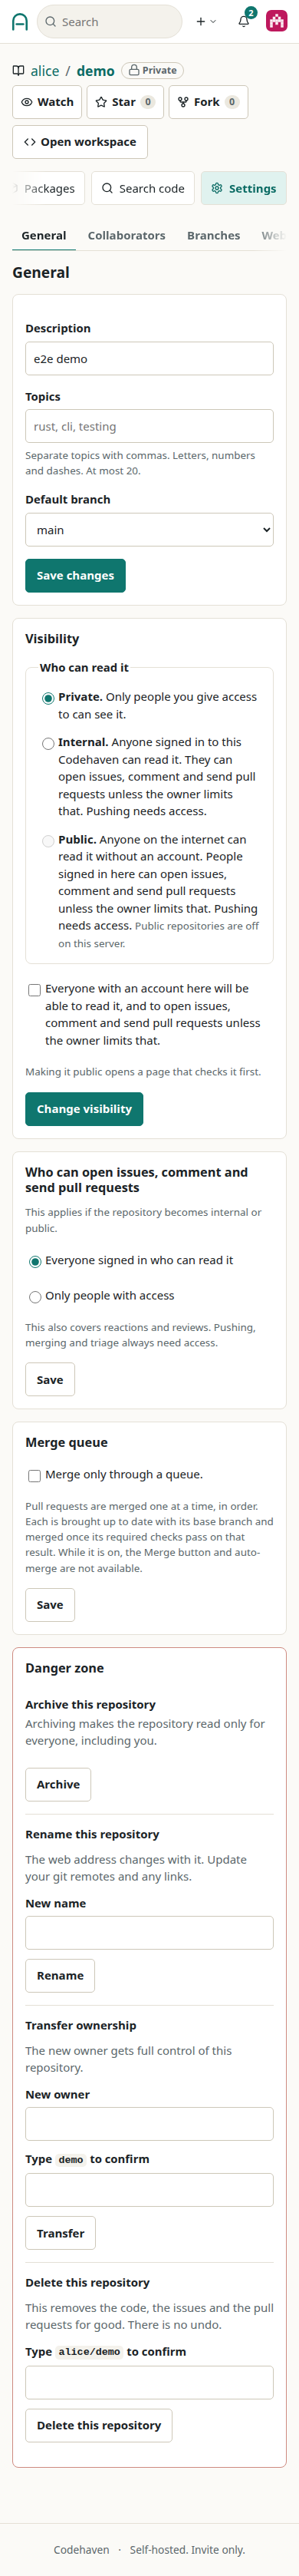 Search
2
alice / demo Private
Watch Star 0 Fork 0
Open workspace
Packages Search code Settings
General Collaborators Branches
General
Description
e2e demo
Topics
rust, cli, testing
Separate topics with commas. Letters, numbers
and dashes. At most 20.
Default branch
main
Save changes
Visibility
Who can read it
Private. Only people you give access
to can see it.
Internal. Anyone signed in to this
Codehaven can read it. They can
open issues, comment and send pull
requests unless the owner limits
that. Pushing needs access.
Public. Anyone on the internet can
read it without an account. People
signed in here can open issues,
comment and send pull requests
unless the owner limits that. Pushing
needs access. Public repositories are off
on this server.
Everyone with an account here will be
able to read it, and to open issues,
comment and send pull requests unless
the owner limits that.
Making it public opens a page that checks it first.
Change visibility
Who can open issues, comment and
send pull requests
This applies if the repository becomes internal or
public.
Everyone signed in who can read it
Only people with access
This also covers reactions and reviews. Pushing,
merging and triage always need access.
Save
Merge queue
Merge only through a queue.
Pull requests are merged one at a time, in order.
Each is brought up to date with its base branch and
merged once its required checks pass on that
result. While it is on, the Merge button and auto-
merge are not available.
Save
Danger zone
Archive this repository
Archiving makes the repository read only for
everyone, including you.
Archive
Rename this repository
The web address changes with it. Update
your git remotes and any links.
New name
Rename
Transfer ownership
The new owner gets full control of this
repository.
New owner
Type demo to confirm
Transfer
Delete this repository
This removes the code, the issues and the pull
requests for good. There is no undo.
Type alice/demo to confirm
Delete this repository
Codehaven · Self-hosted. Invite only.